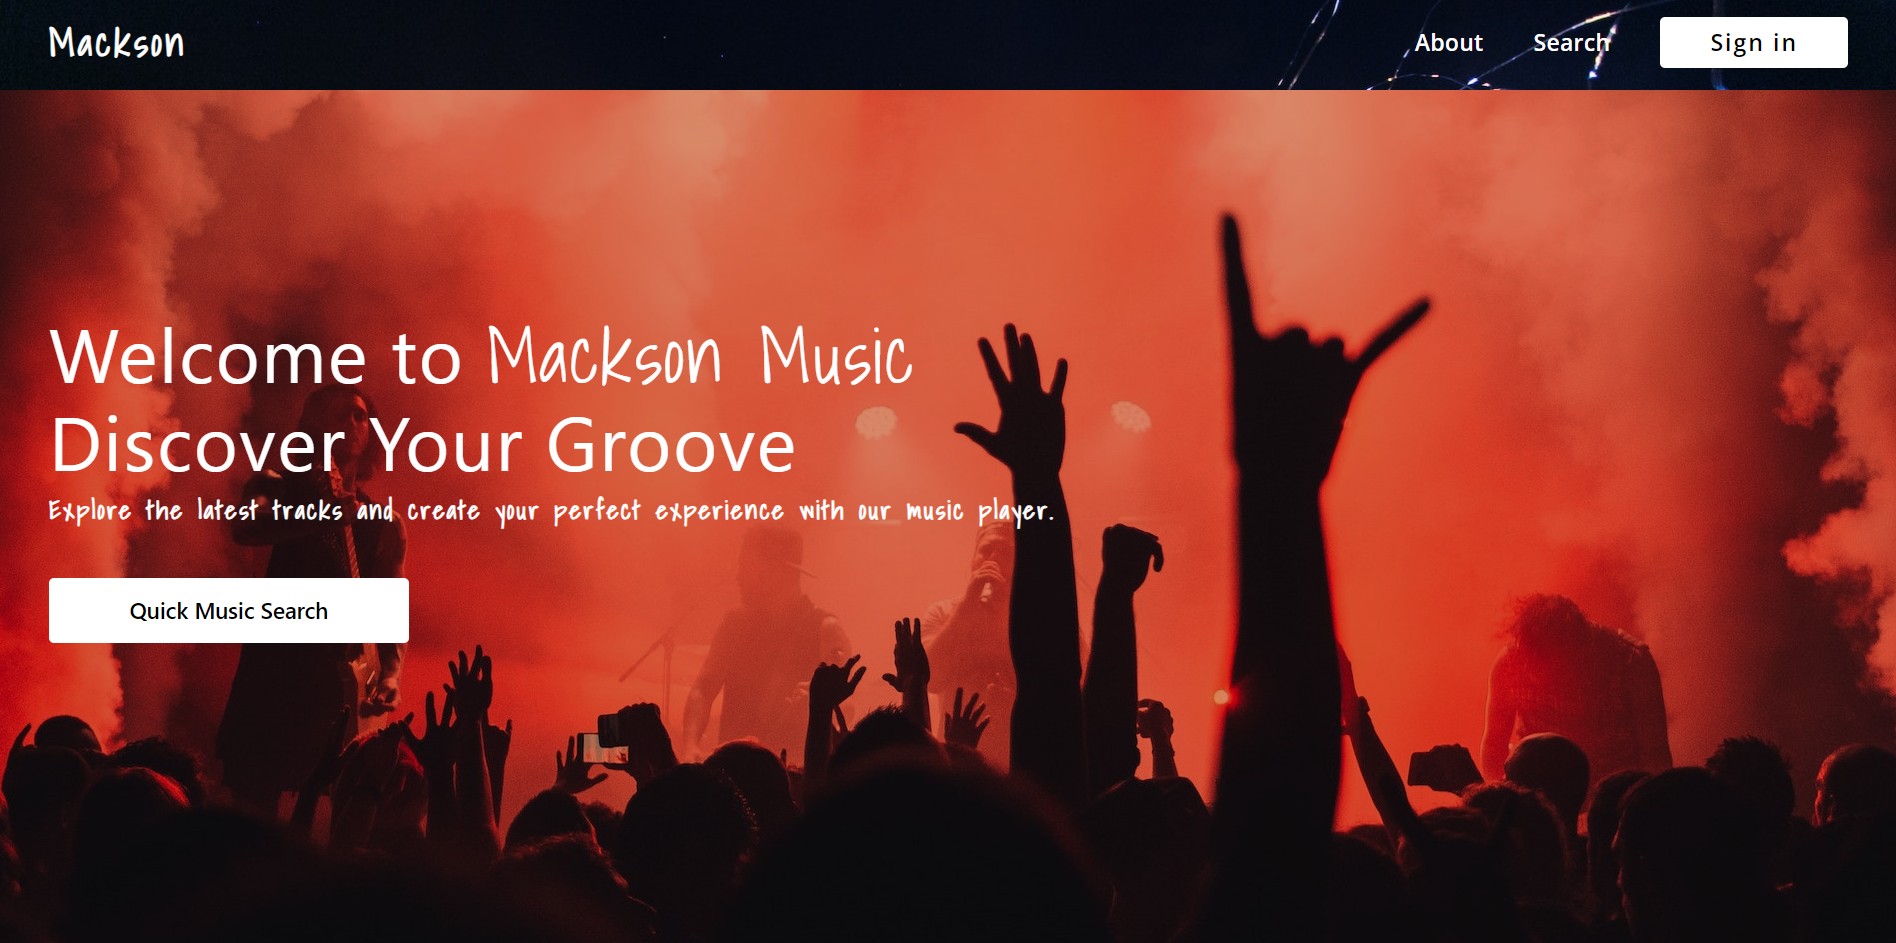 Mackson
About
Search
Sign in
Welcome to Mackson Music
Discover Your Groove
Explore the latest tracks and create your perfect experience with our music player.
Quick Music Search